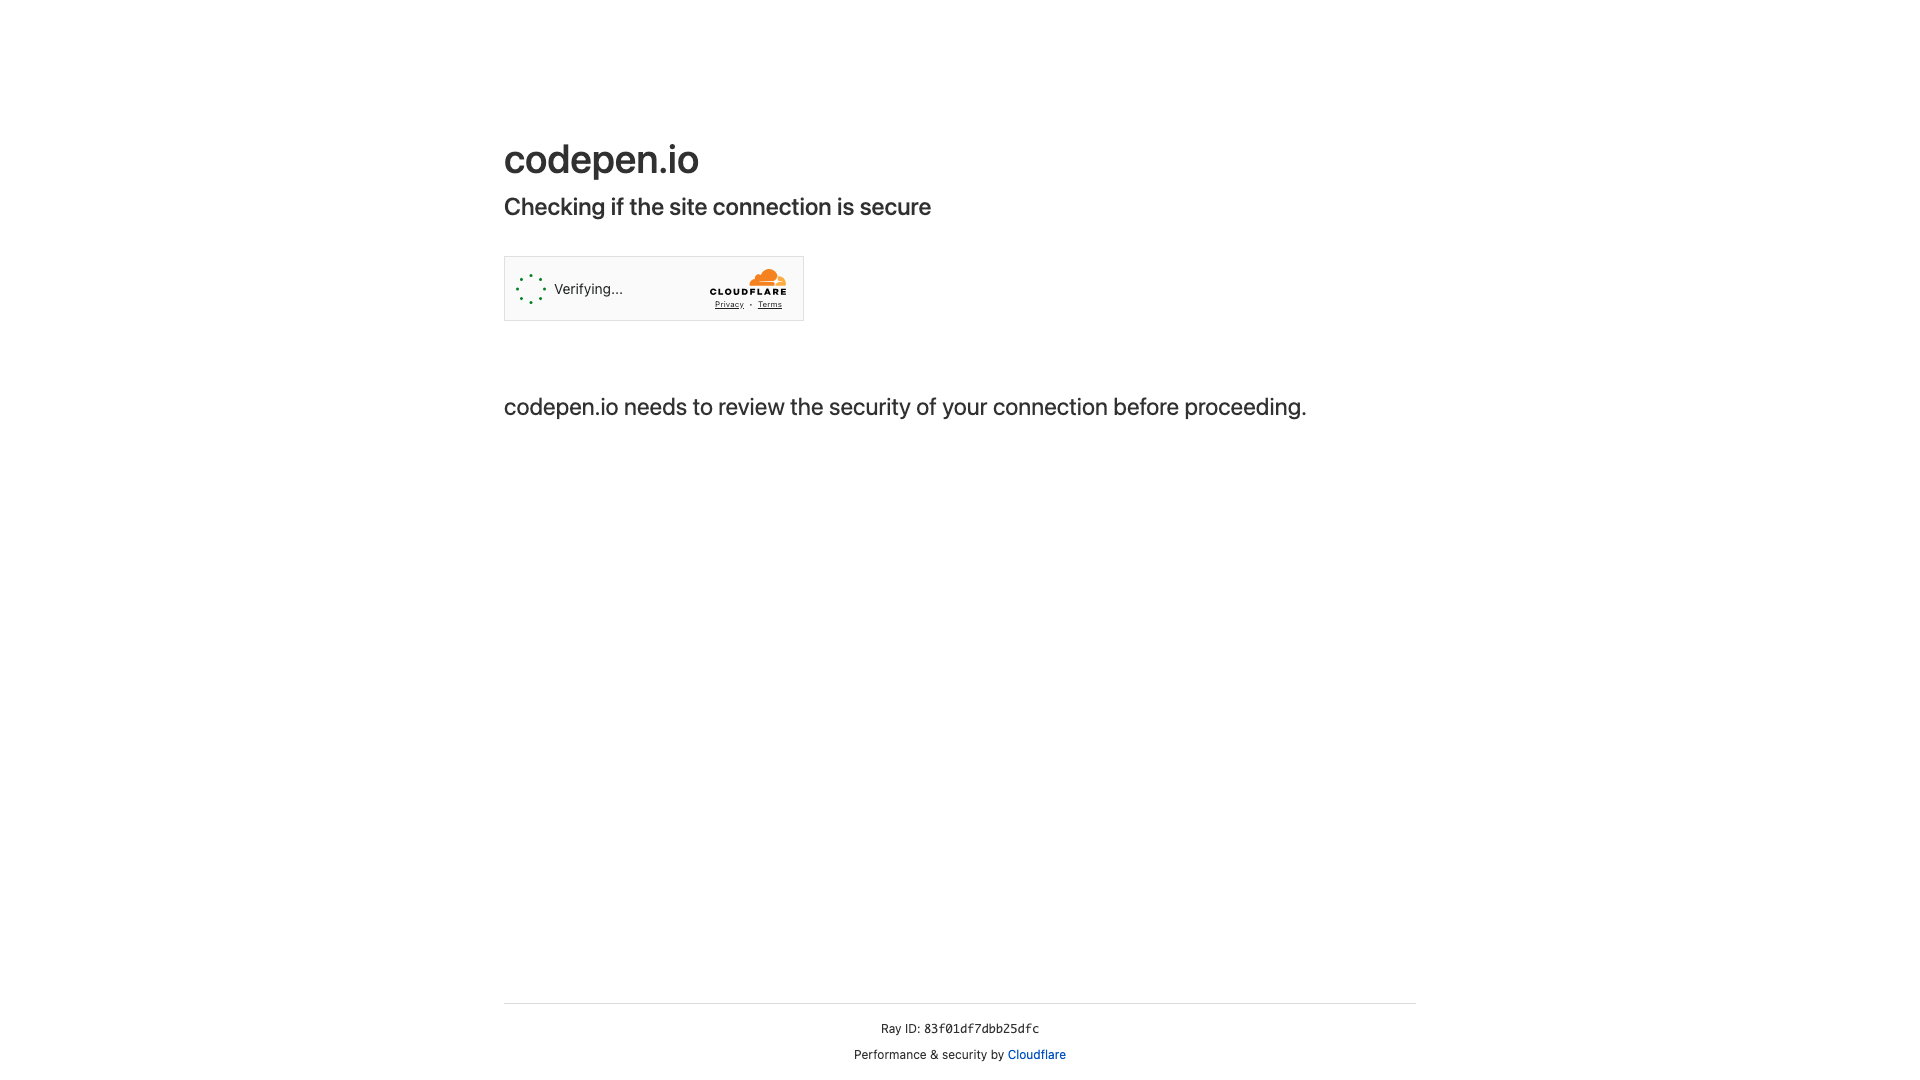 codepen.io
Checking if the site connection is secure
Verifying...
CLOUDFLARE
Privacy • Terms
codepen.io needs to review the security of your connection before proceeding.
Ray ID: 83f01df7dbb25dfc
Performance & security by Cloudflare